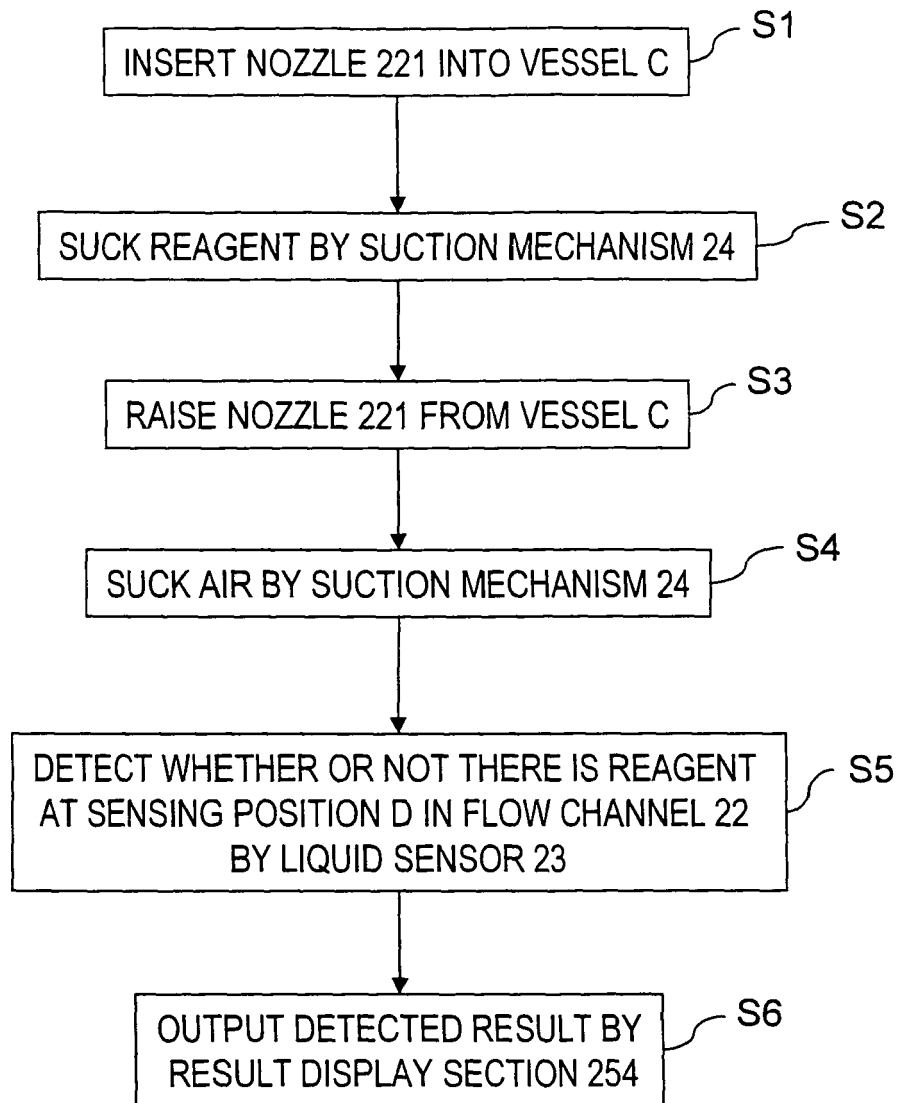 S1
INSERT NOZZLE 221 INTO VESSEL C
S2
SUCK REAGENT BY SUCTION MECHANISM 24
S3
RAISE NOZZLE 221 FROM VESSEL C
S4
SUCK AIR BY SUCTION MECHANISM 24
S5
DETECT WHETHER OR NOT THERE IS REAGENT
AT SENSING POSITION D IN FLOW CHANNEL 22
BY LIQUID SENSOR 23
S6
OUTPUT DETECTED RESULT BY
RESULT DISPLAY SECTION 254